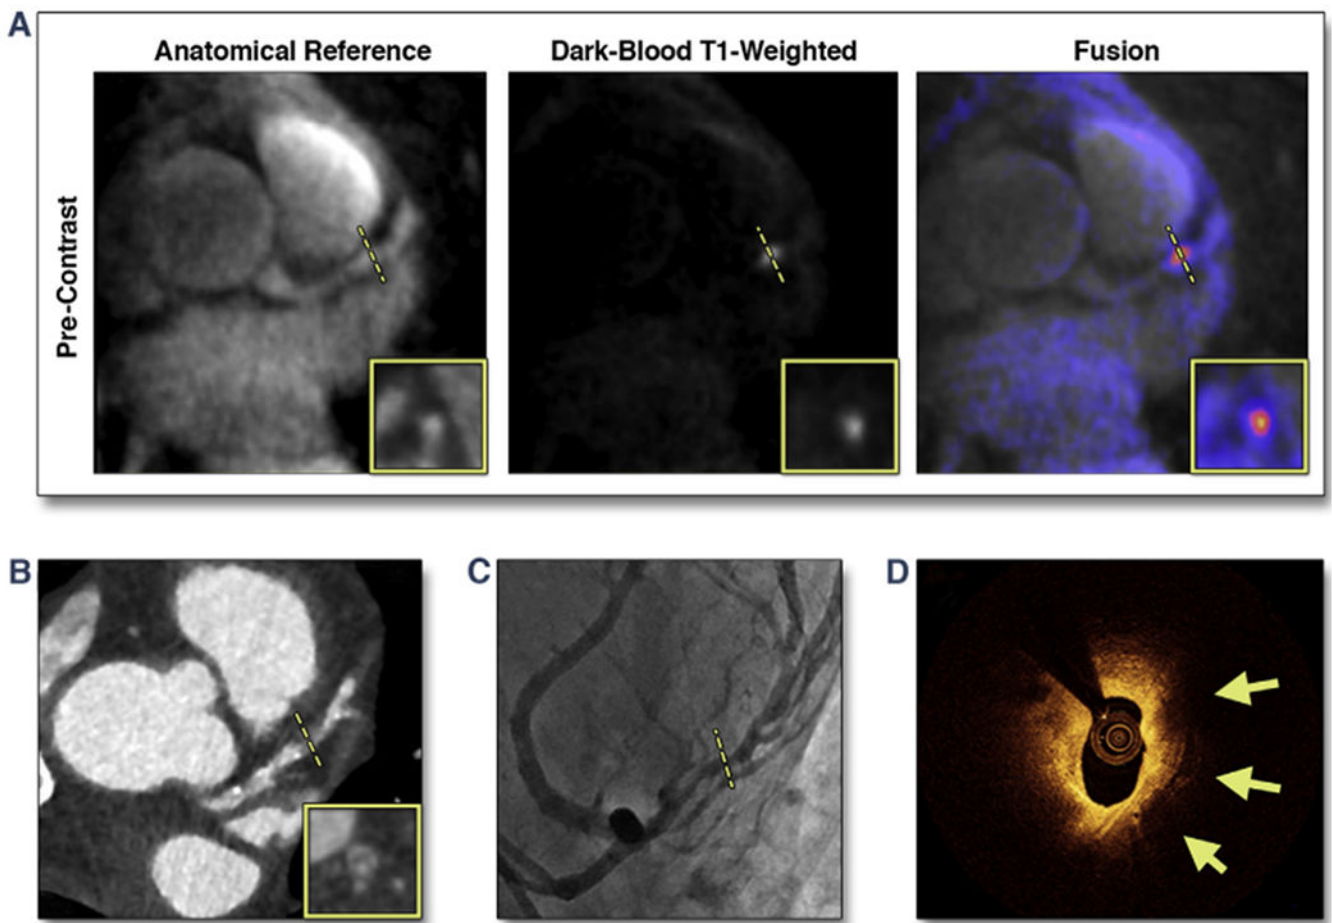 A
Anatomical Reference
Dark-Blood T1-Weighted
Fusion
Pre-Contrast
B
C
D